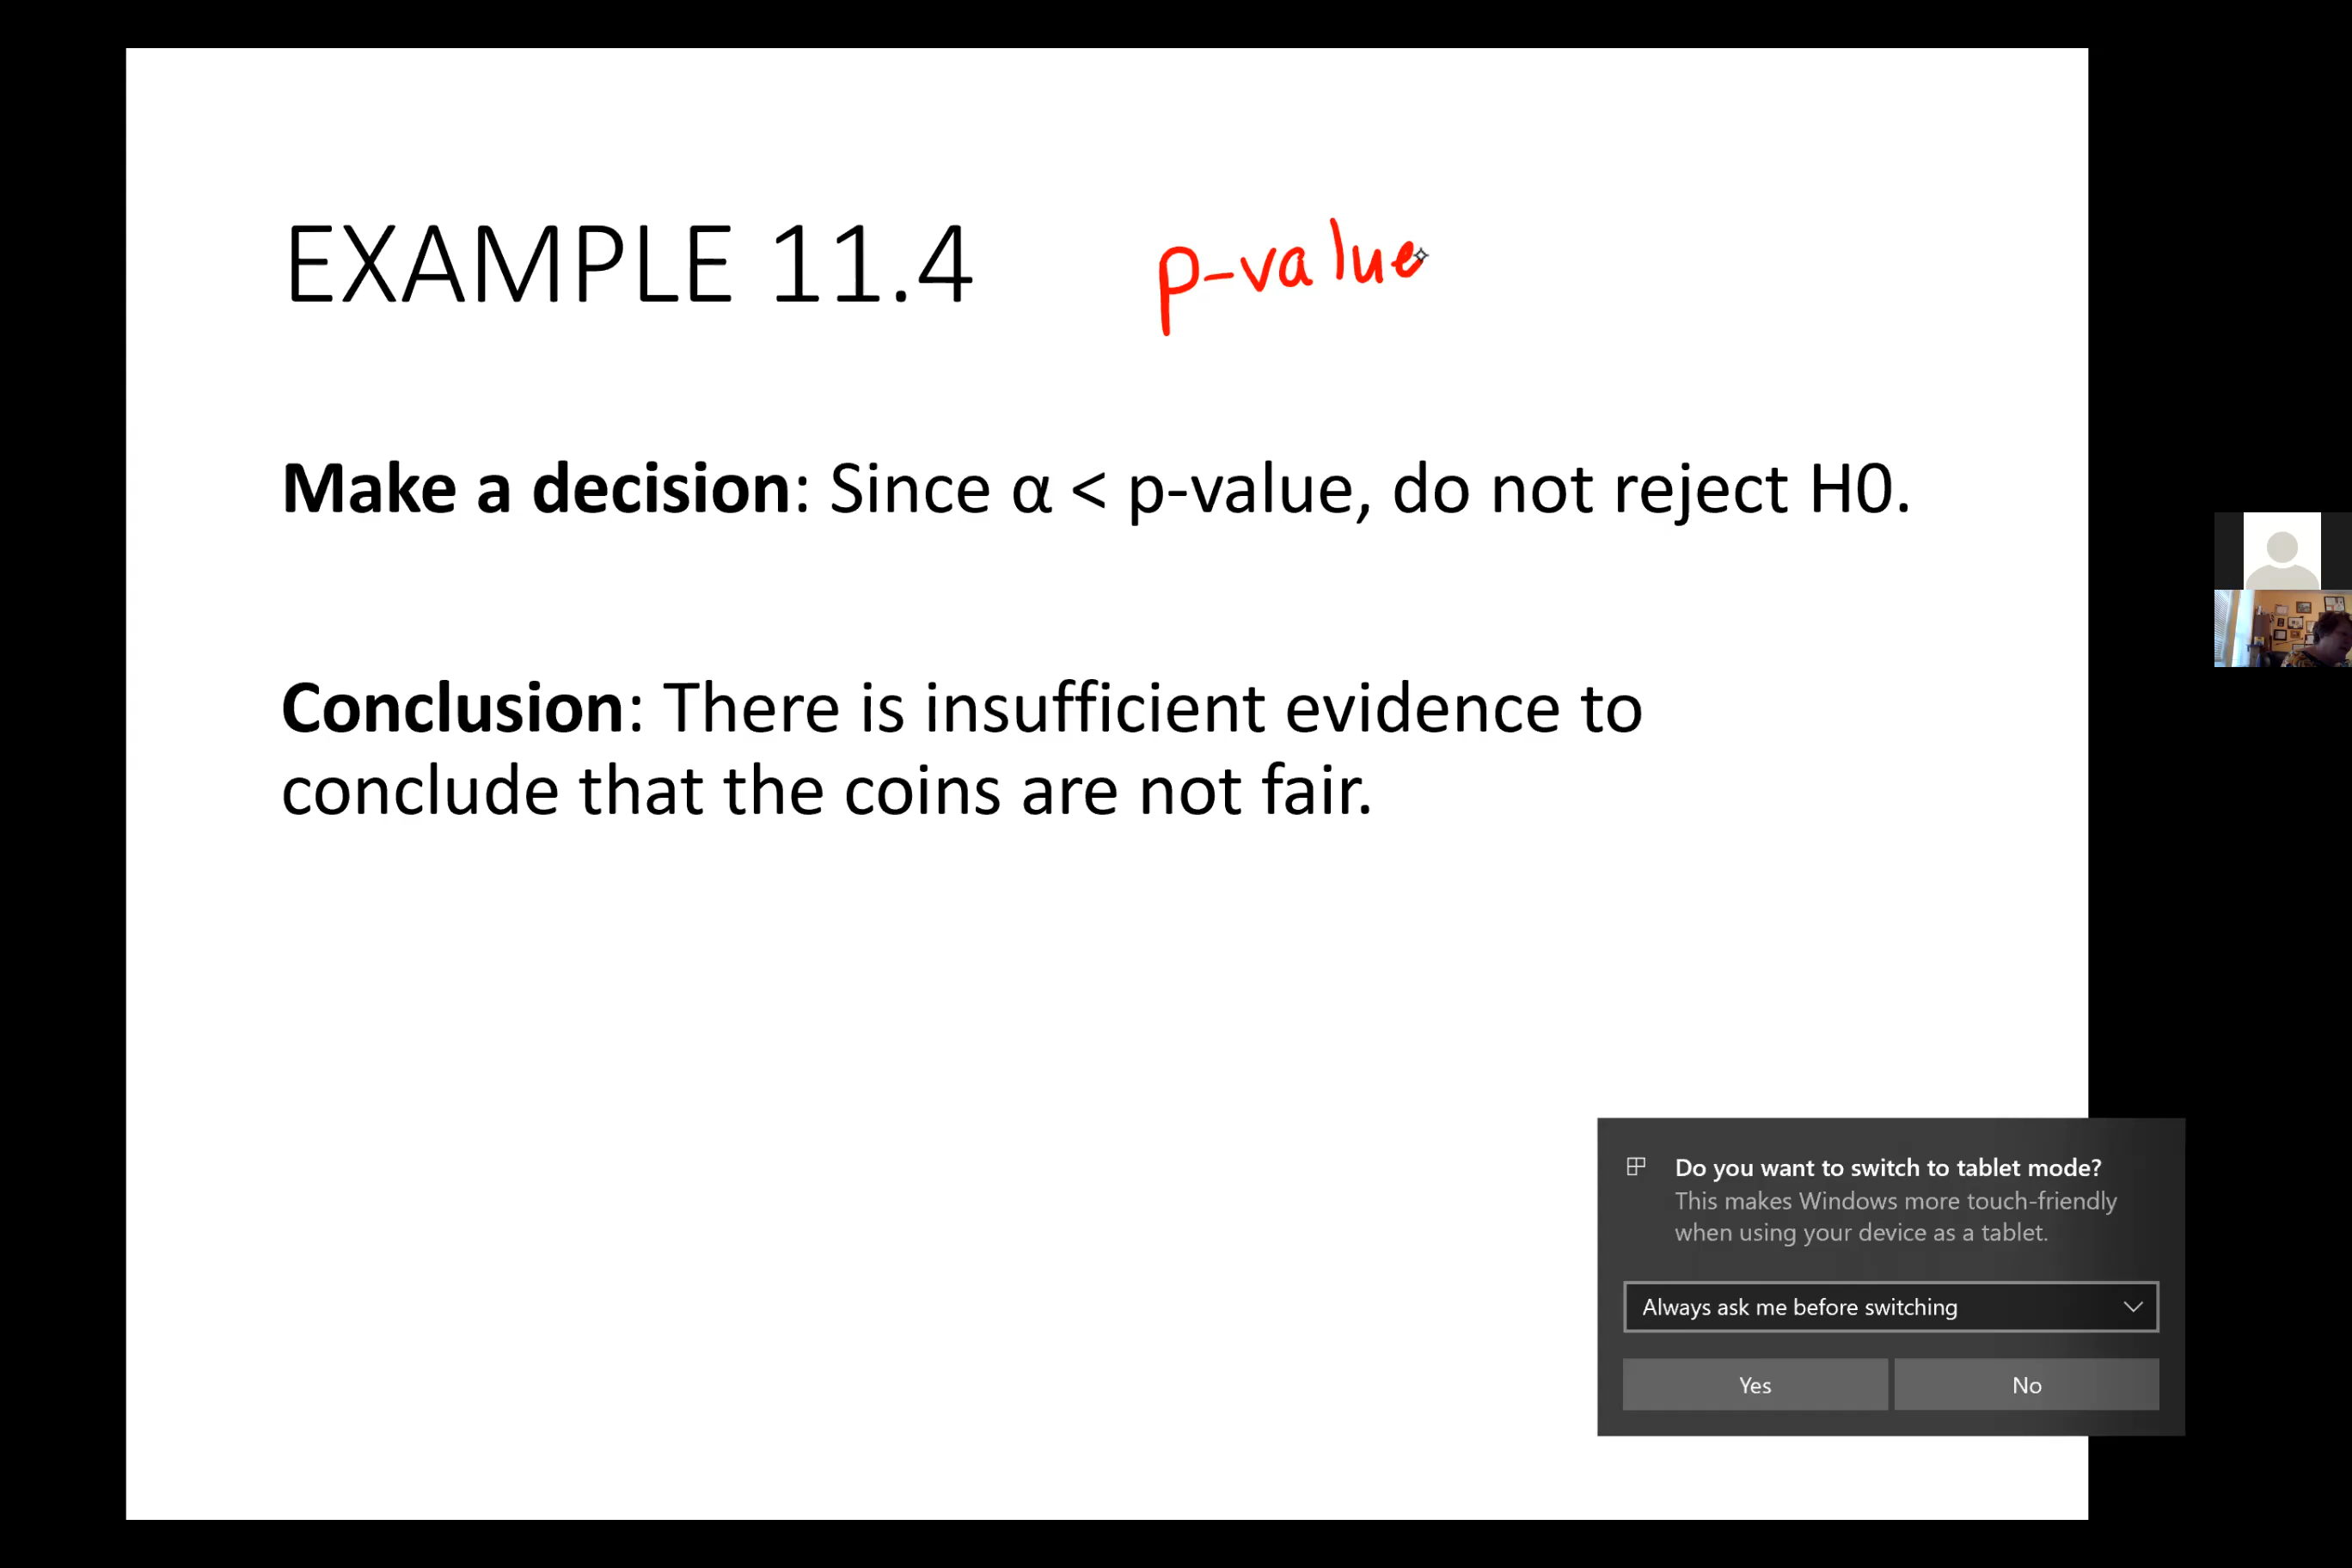 EXAMPLE 11.4
p-value
Make a decision: Since α < p-value, do not reject H0.
Conclusion: There is insufficient evidence to
conclude that the coins are not fair.
Do you want to switch to tablet mode?
This makes Windows more touch-friendly
when using your device as a tablet.
Always ask me before switching
Yes
No